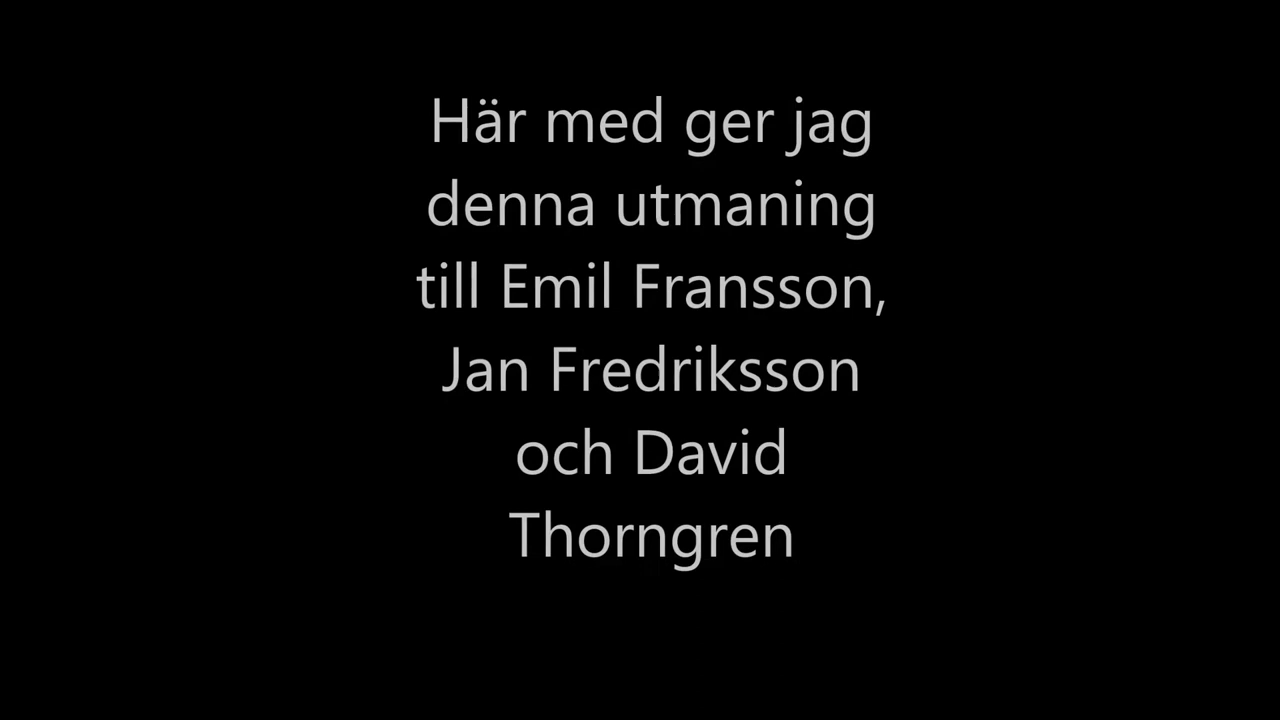 Här med ger jag
denna utmaning
till Emil Fransson,
Jan Fredriksson
och David
Thorngren